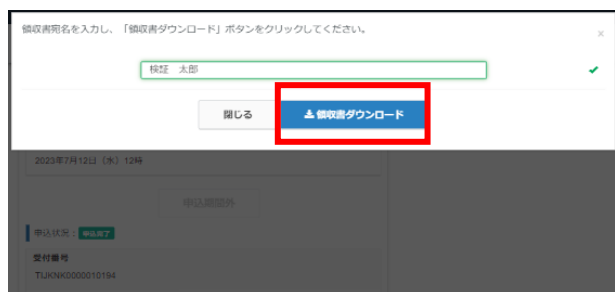 領収書宛名を入力し、「領収書ダウンロード」ボタンをクリックしてください。
×
検証　太郎
閉じる
領収書ダウンロード
2023年7月12日（水）12時
申込期間外
申込状況：申込完了
受付番号
TIJKNK0000010194